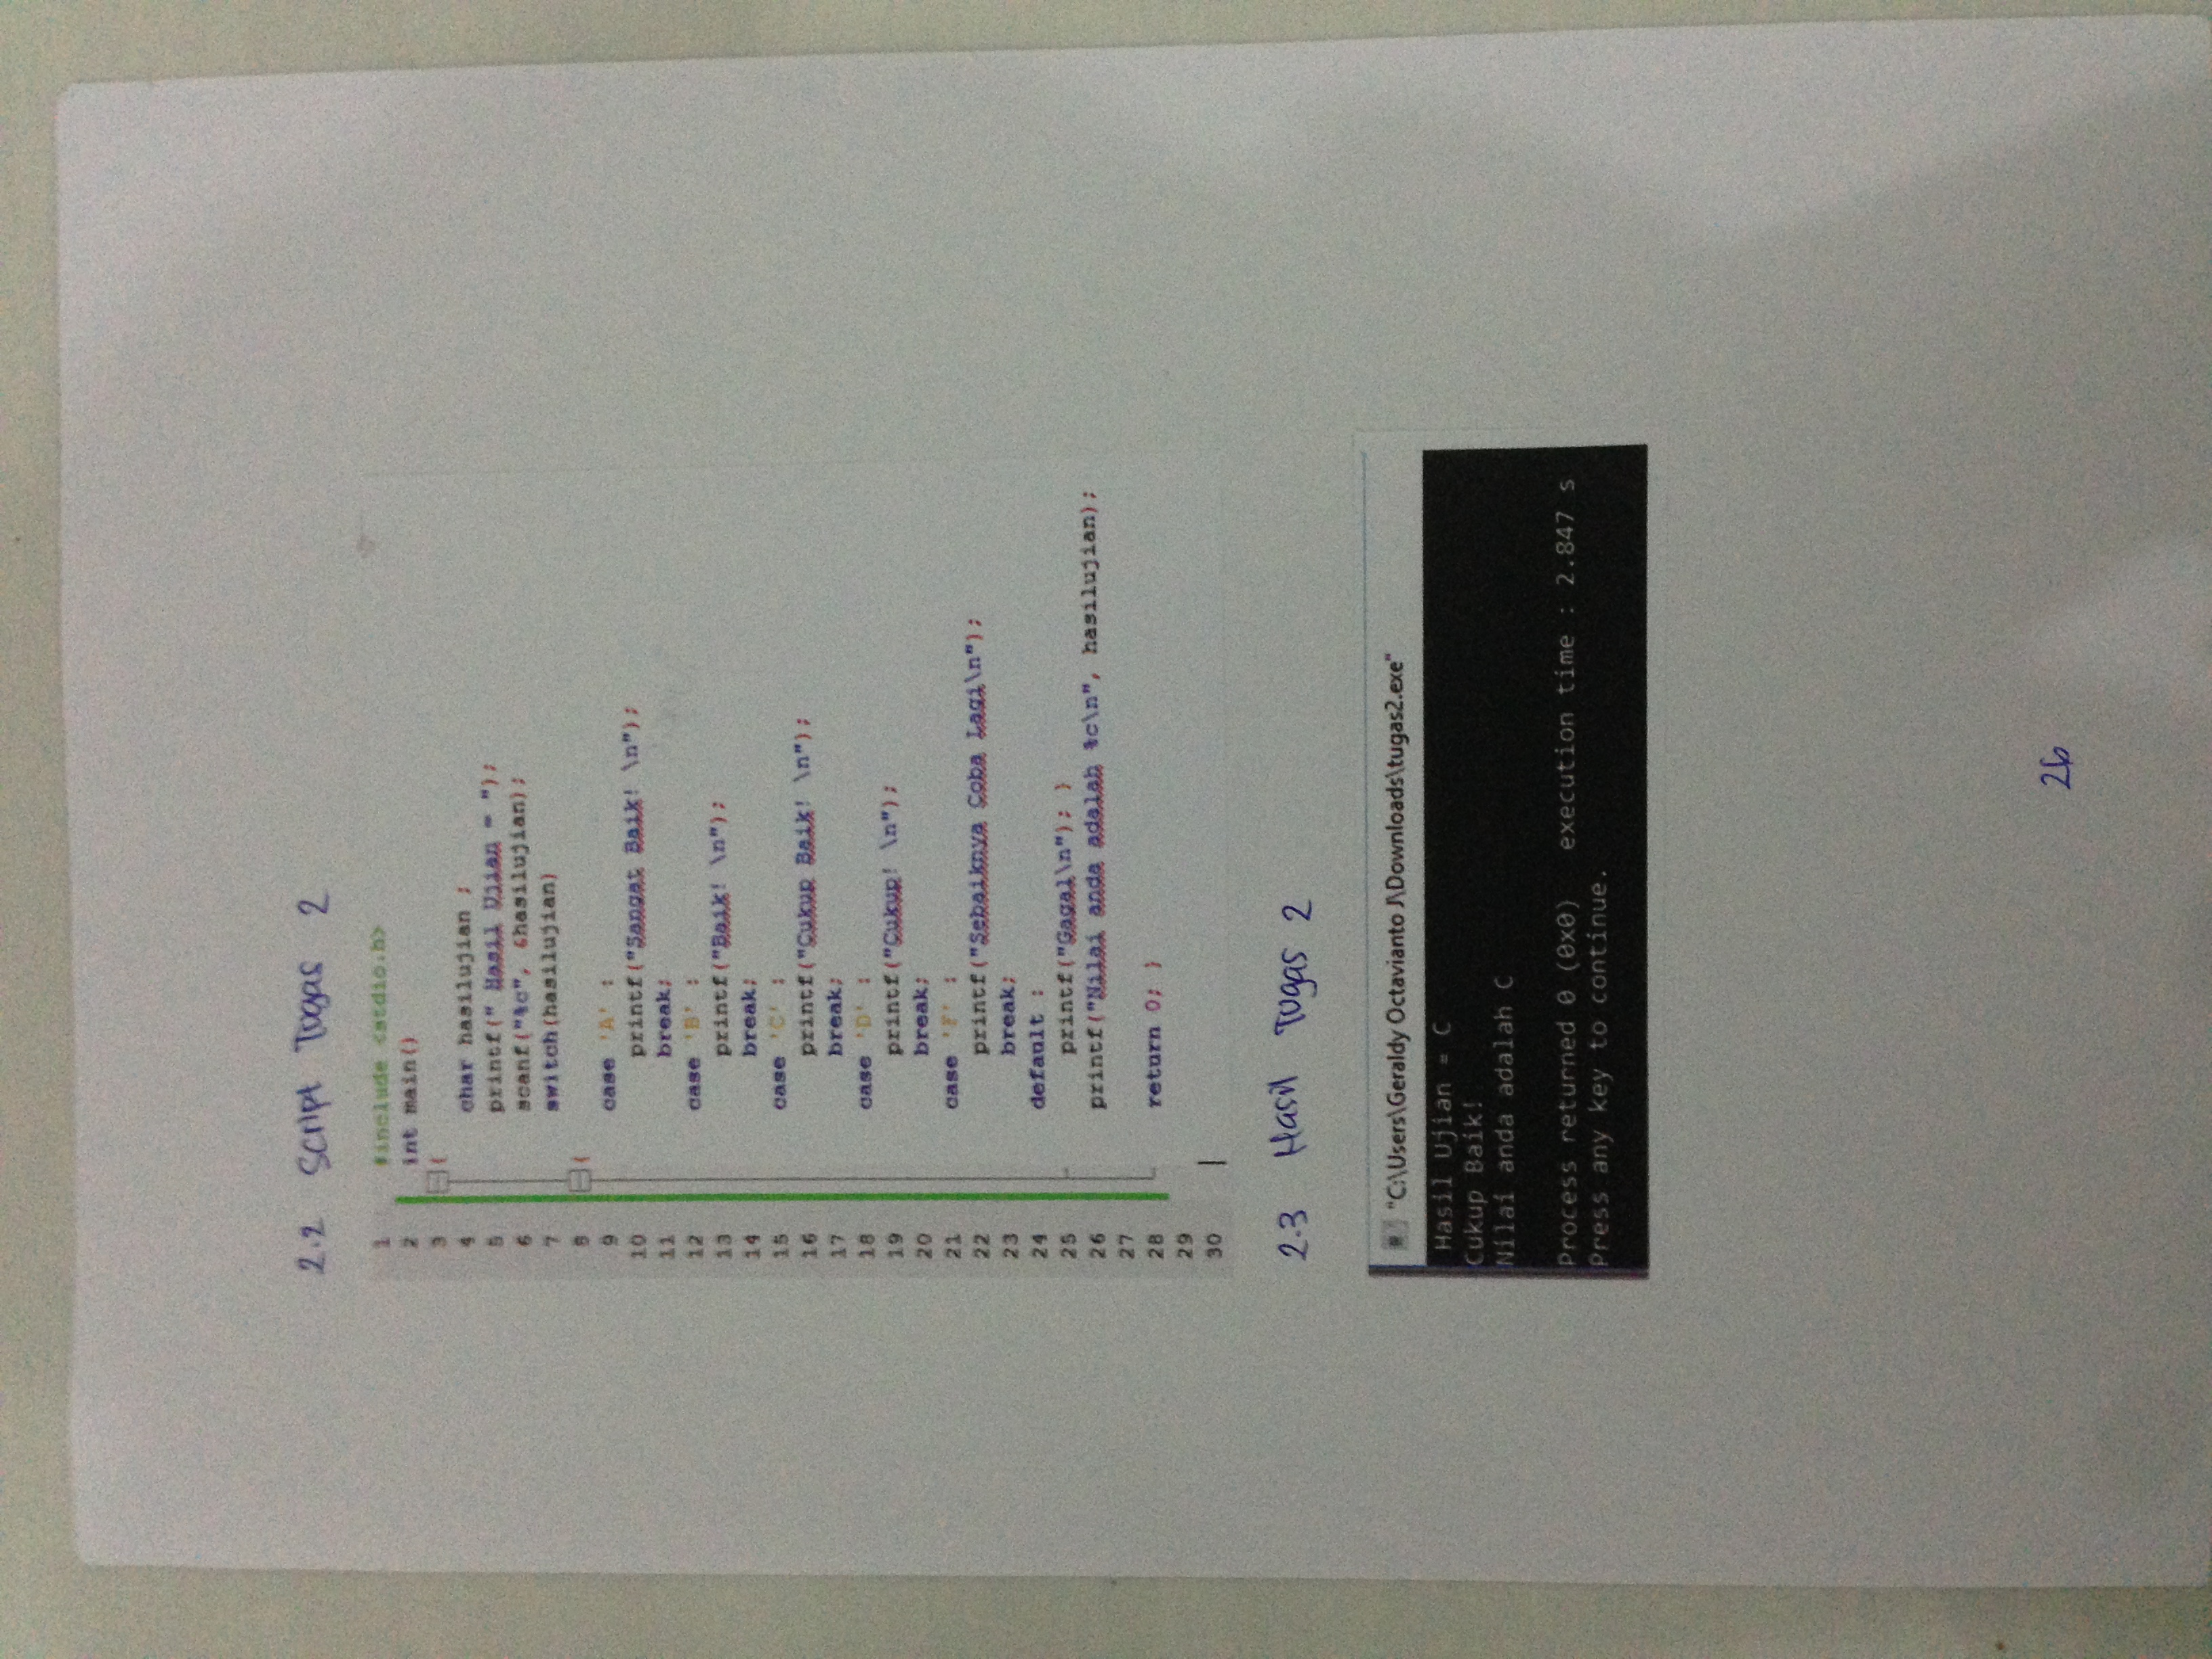 2.2 Script Tugas 2
1 #include <stdio.h>
2 int main()
3 {
4 char hasilujian ;
5 printf(" Hasil Ujian = ");
6 scanf("%c", &hasilujian);
7 switch(hasilujian)
8 {
9 case 'A' :
10 printf("Sangat Baik! \n");
11 break;
12 case 'B' :
13 printf("Baik! \n");
14 break;
15 case 'C' :
16 printf("Cukup Baik! \n");
17 break;
18 case 'D' :
19 printf("Cukup! \n");
20 break;
21 case 'F' :
22 printf("Sebaiknya Coba Lagi\n");
23 break;
24 default :
25 printf("Gagal\n"); }
26 printf("Nilai anda adalah %c\n", hasilujian);
27
28 return 0; }
29
30
2.3 Hasil Tugas 2
"C:\Users\Geraldy Octavianto J\Downloads\tugas2.exe"
Hasil Ujian = C
Cukup Baik!
Nilai anda adalah C
Process returned 0 (0x0) execution time : 2.847 s
Press any key to continue.
26